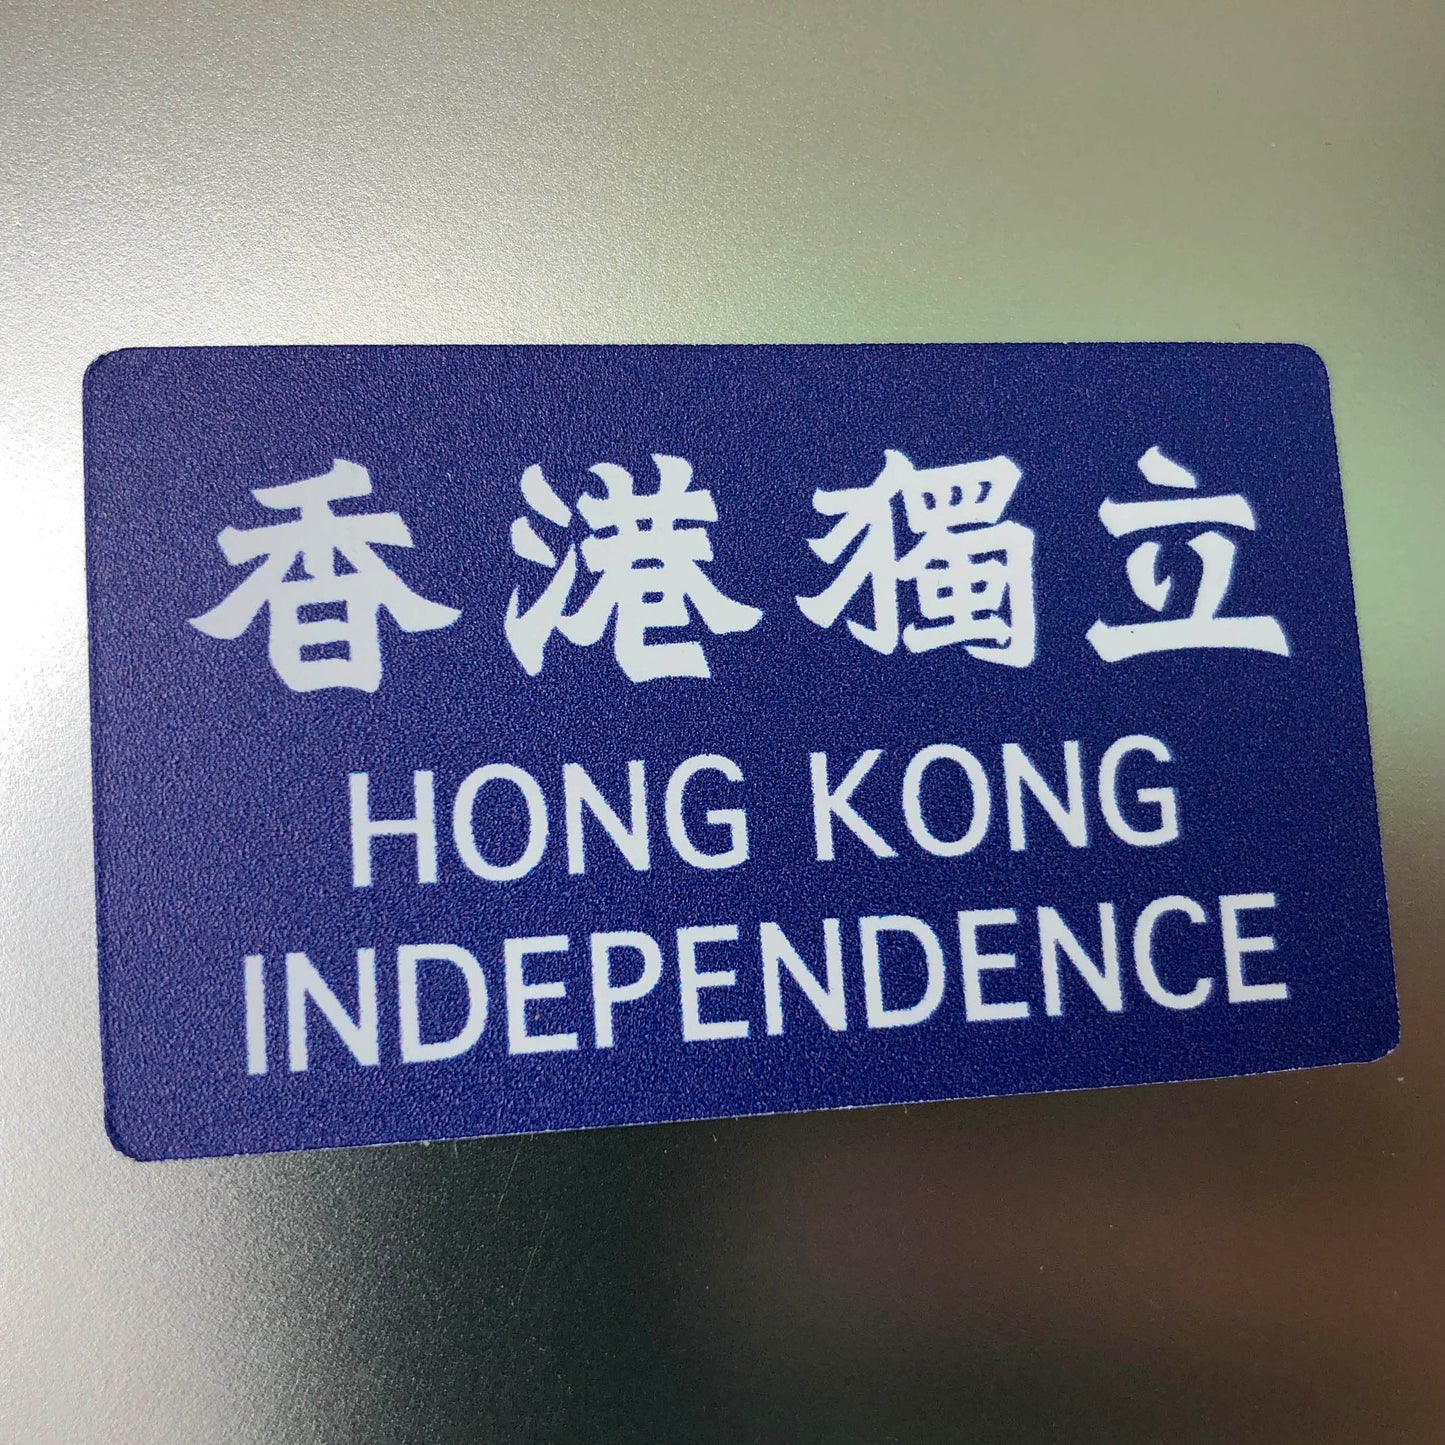 香港獨立
HONG KONG
INDEPENDENCE